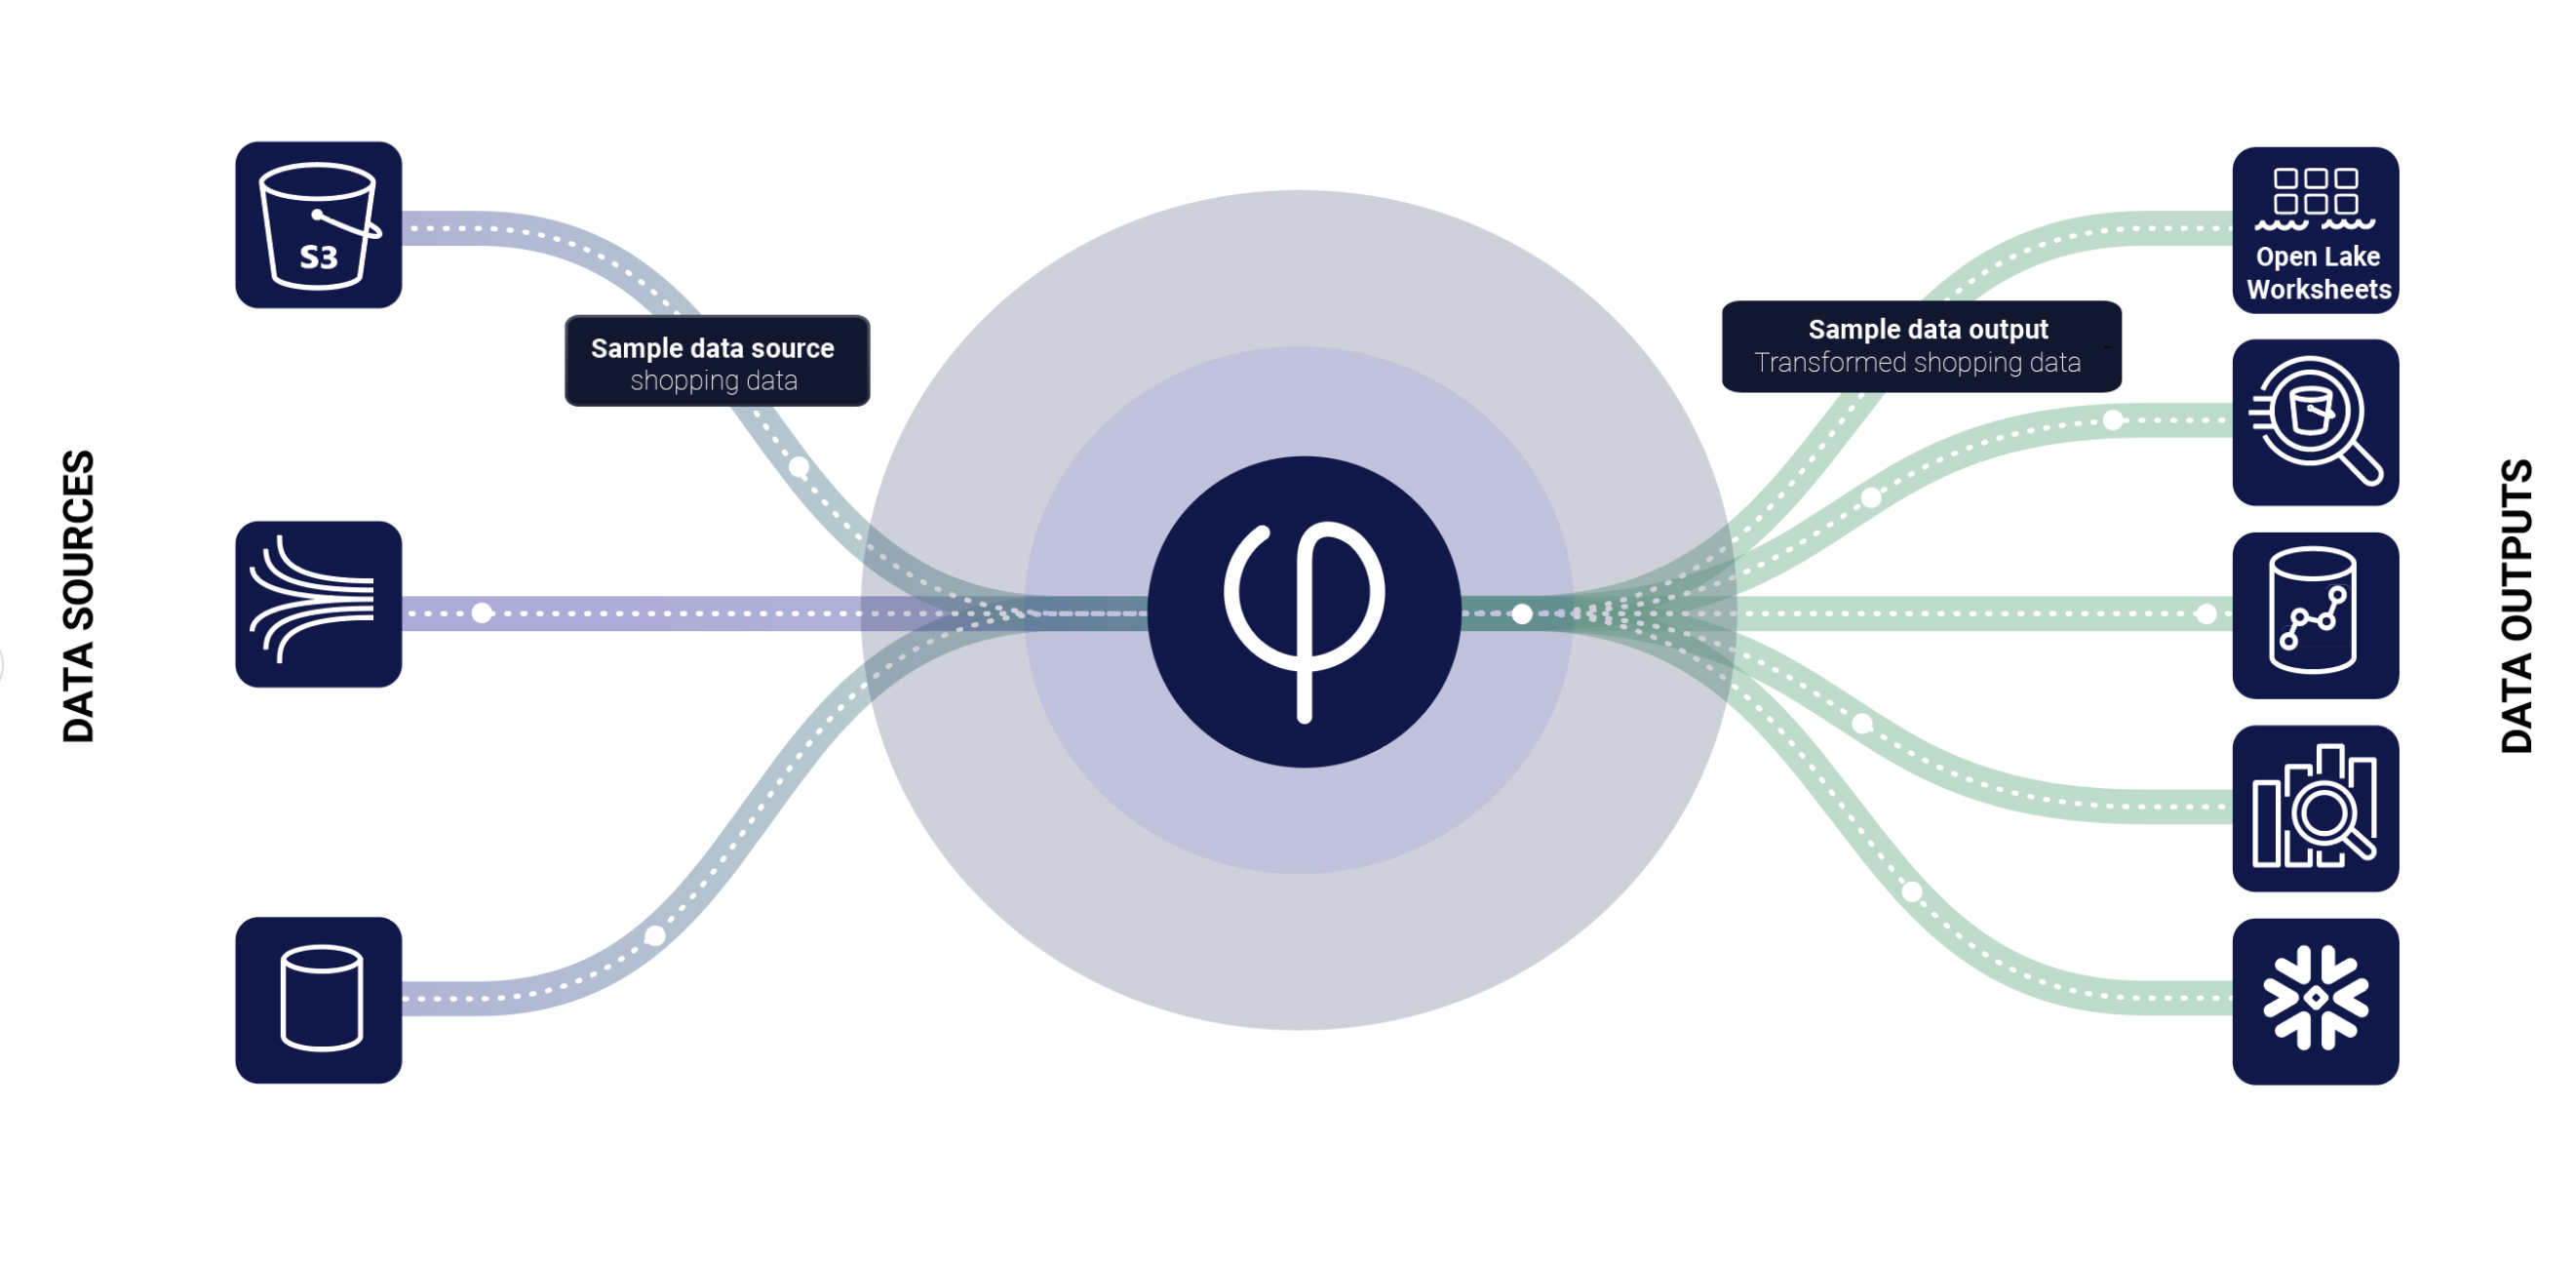 DATA SOURCES
S3
Sample data source
shopping data
φ
Sample data output
Transformed shopping data
Open Lake
Worksheets
DATA OUTPUTS